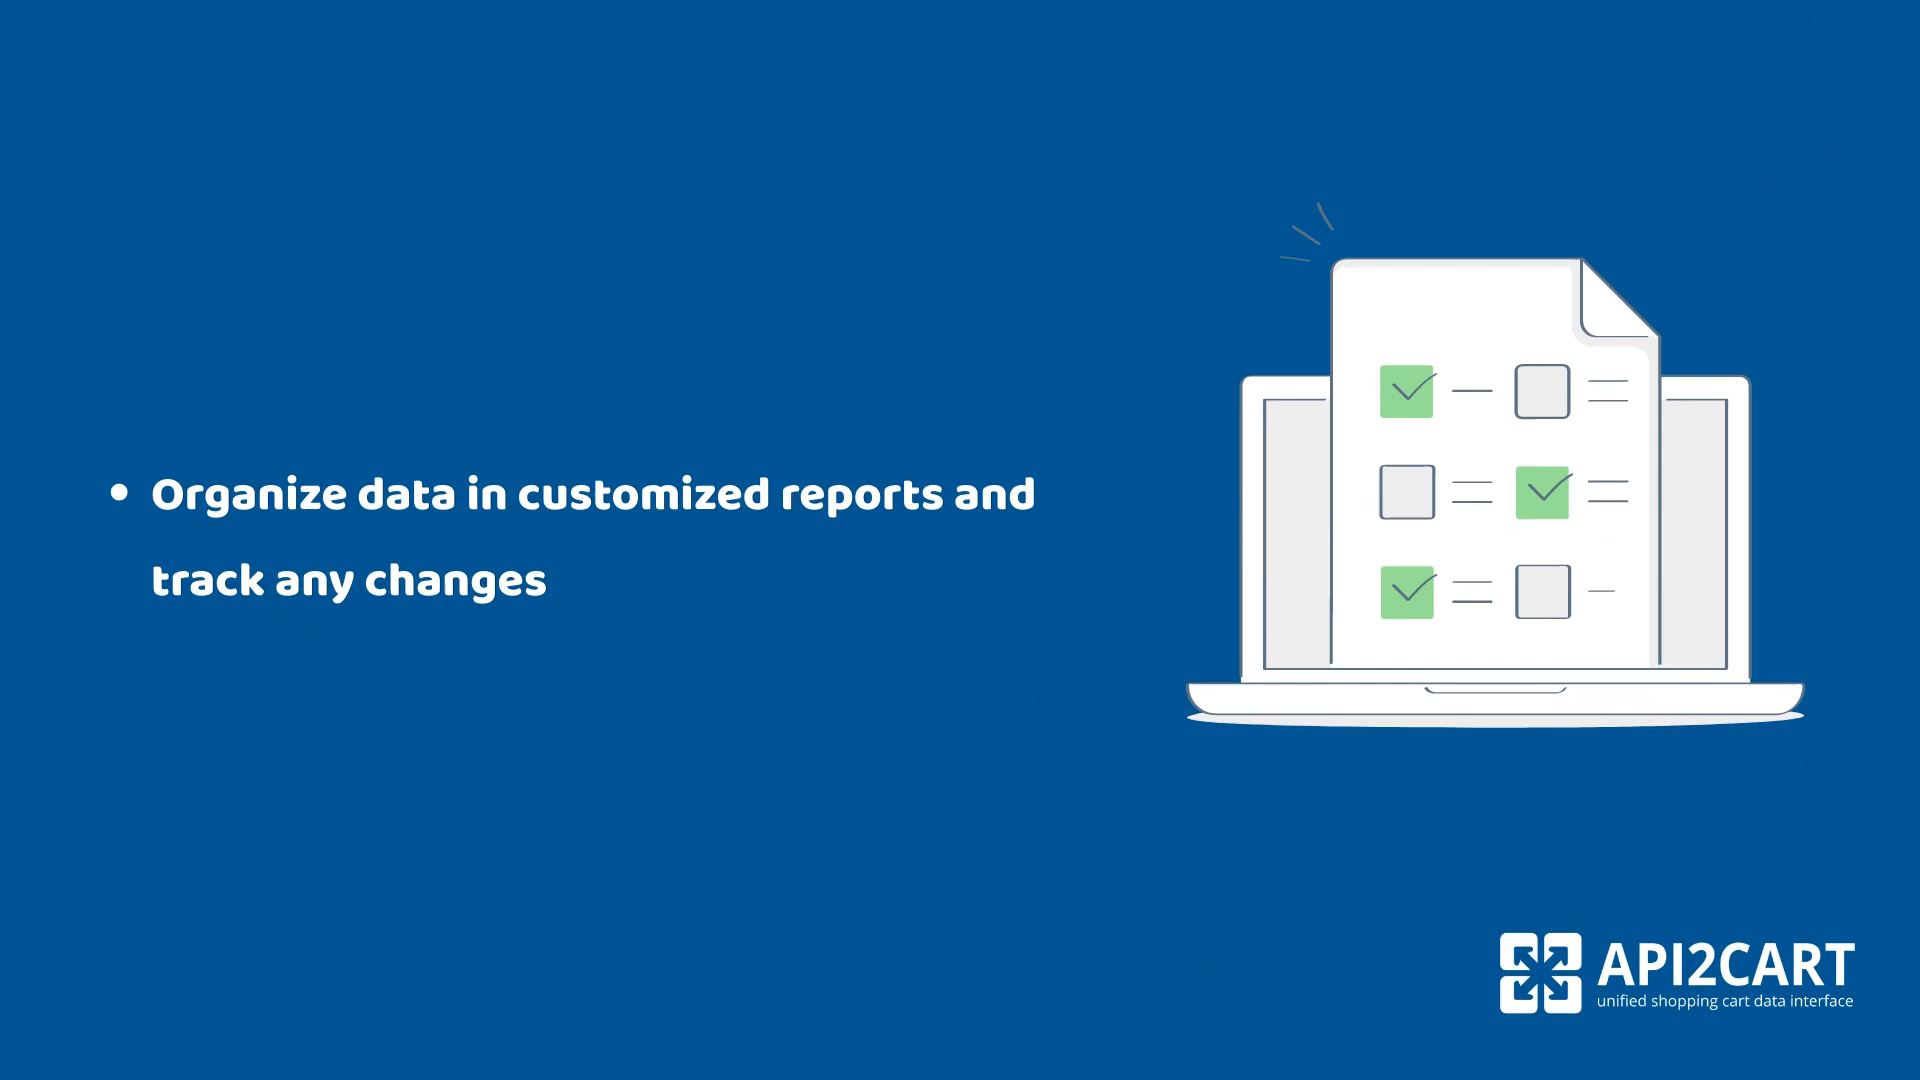 • Organize data in customized reports and
track any changes
API2CART
unified shopping cart data interface